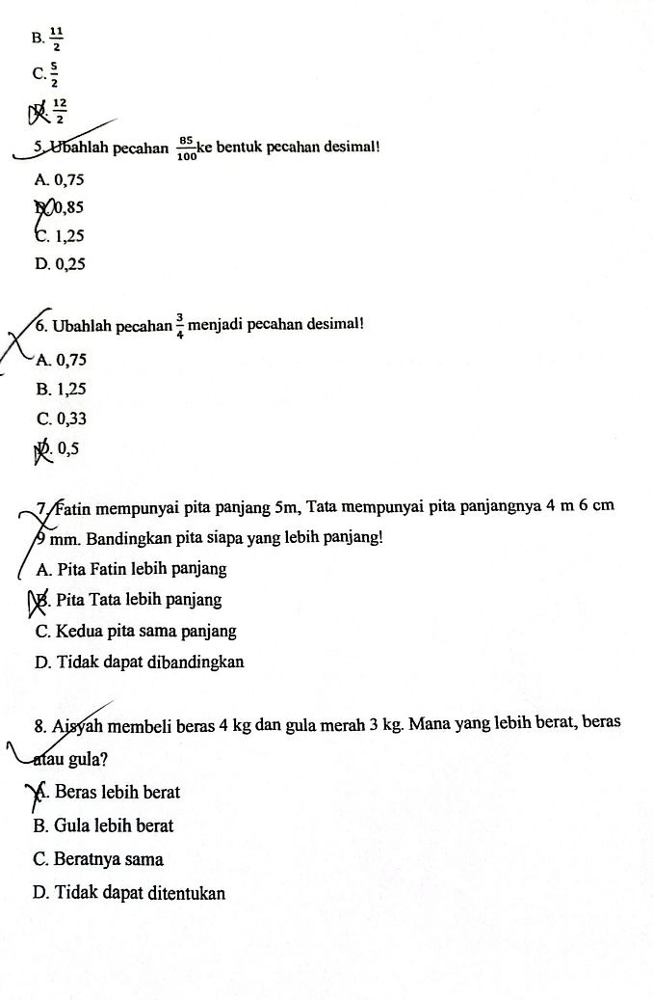 B. 11/2
C. 5/2
D. 12/2
5. Ubahlah pecahan 85/100 ke bentuk pecahan desimal!
A. 0,75
B. 0,85
C. 1,25
D. 0,25
6. Ubahlah pecahan 3/4 menjadi pecahan desimal!
A. 0,75
B. 1,25
C. 0,33
D. 0,5
7. Fatin mempunyai pita panjang 5m, Tata mempunyai pita panjangnya 4 m 6 cm
9 mm. Bandingkan pita siapa yang lebih panjang!
A. Pita Fatin lebih panjang
B. Pita Tata lebih panjang
C. Kedua pita sama panjang
D. Tidak dapat dibandingkan
8. Aisyah membeli beras 4 kg dan gula merah 3 kg. Mana yang lebih berat, beras
atau gula?
A. Beras lebih berat
B. Gula lebih berat
C. Beratnya sama
D. Tidak dapat ditentukan